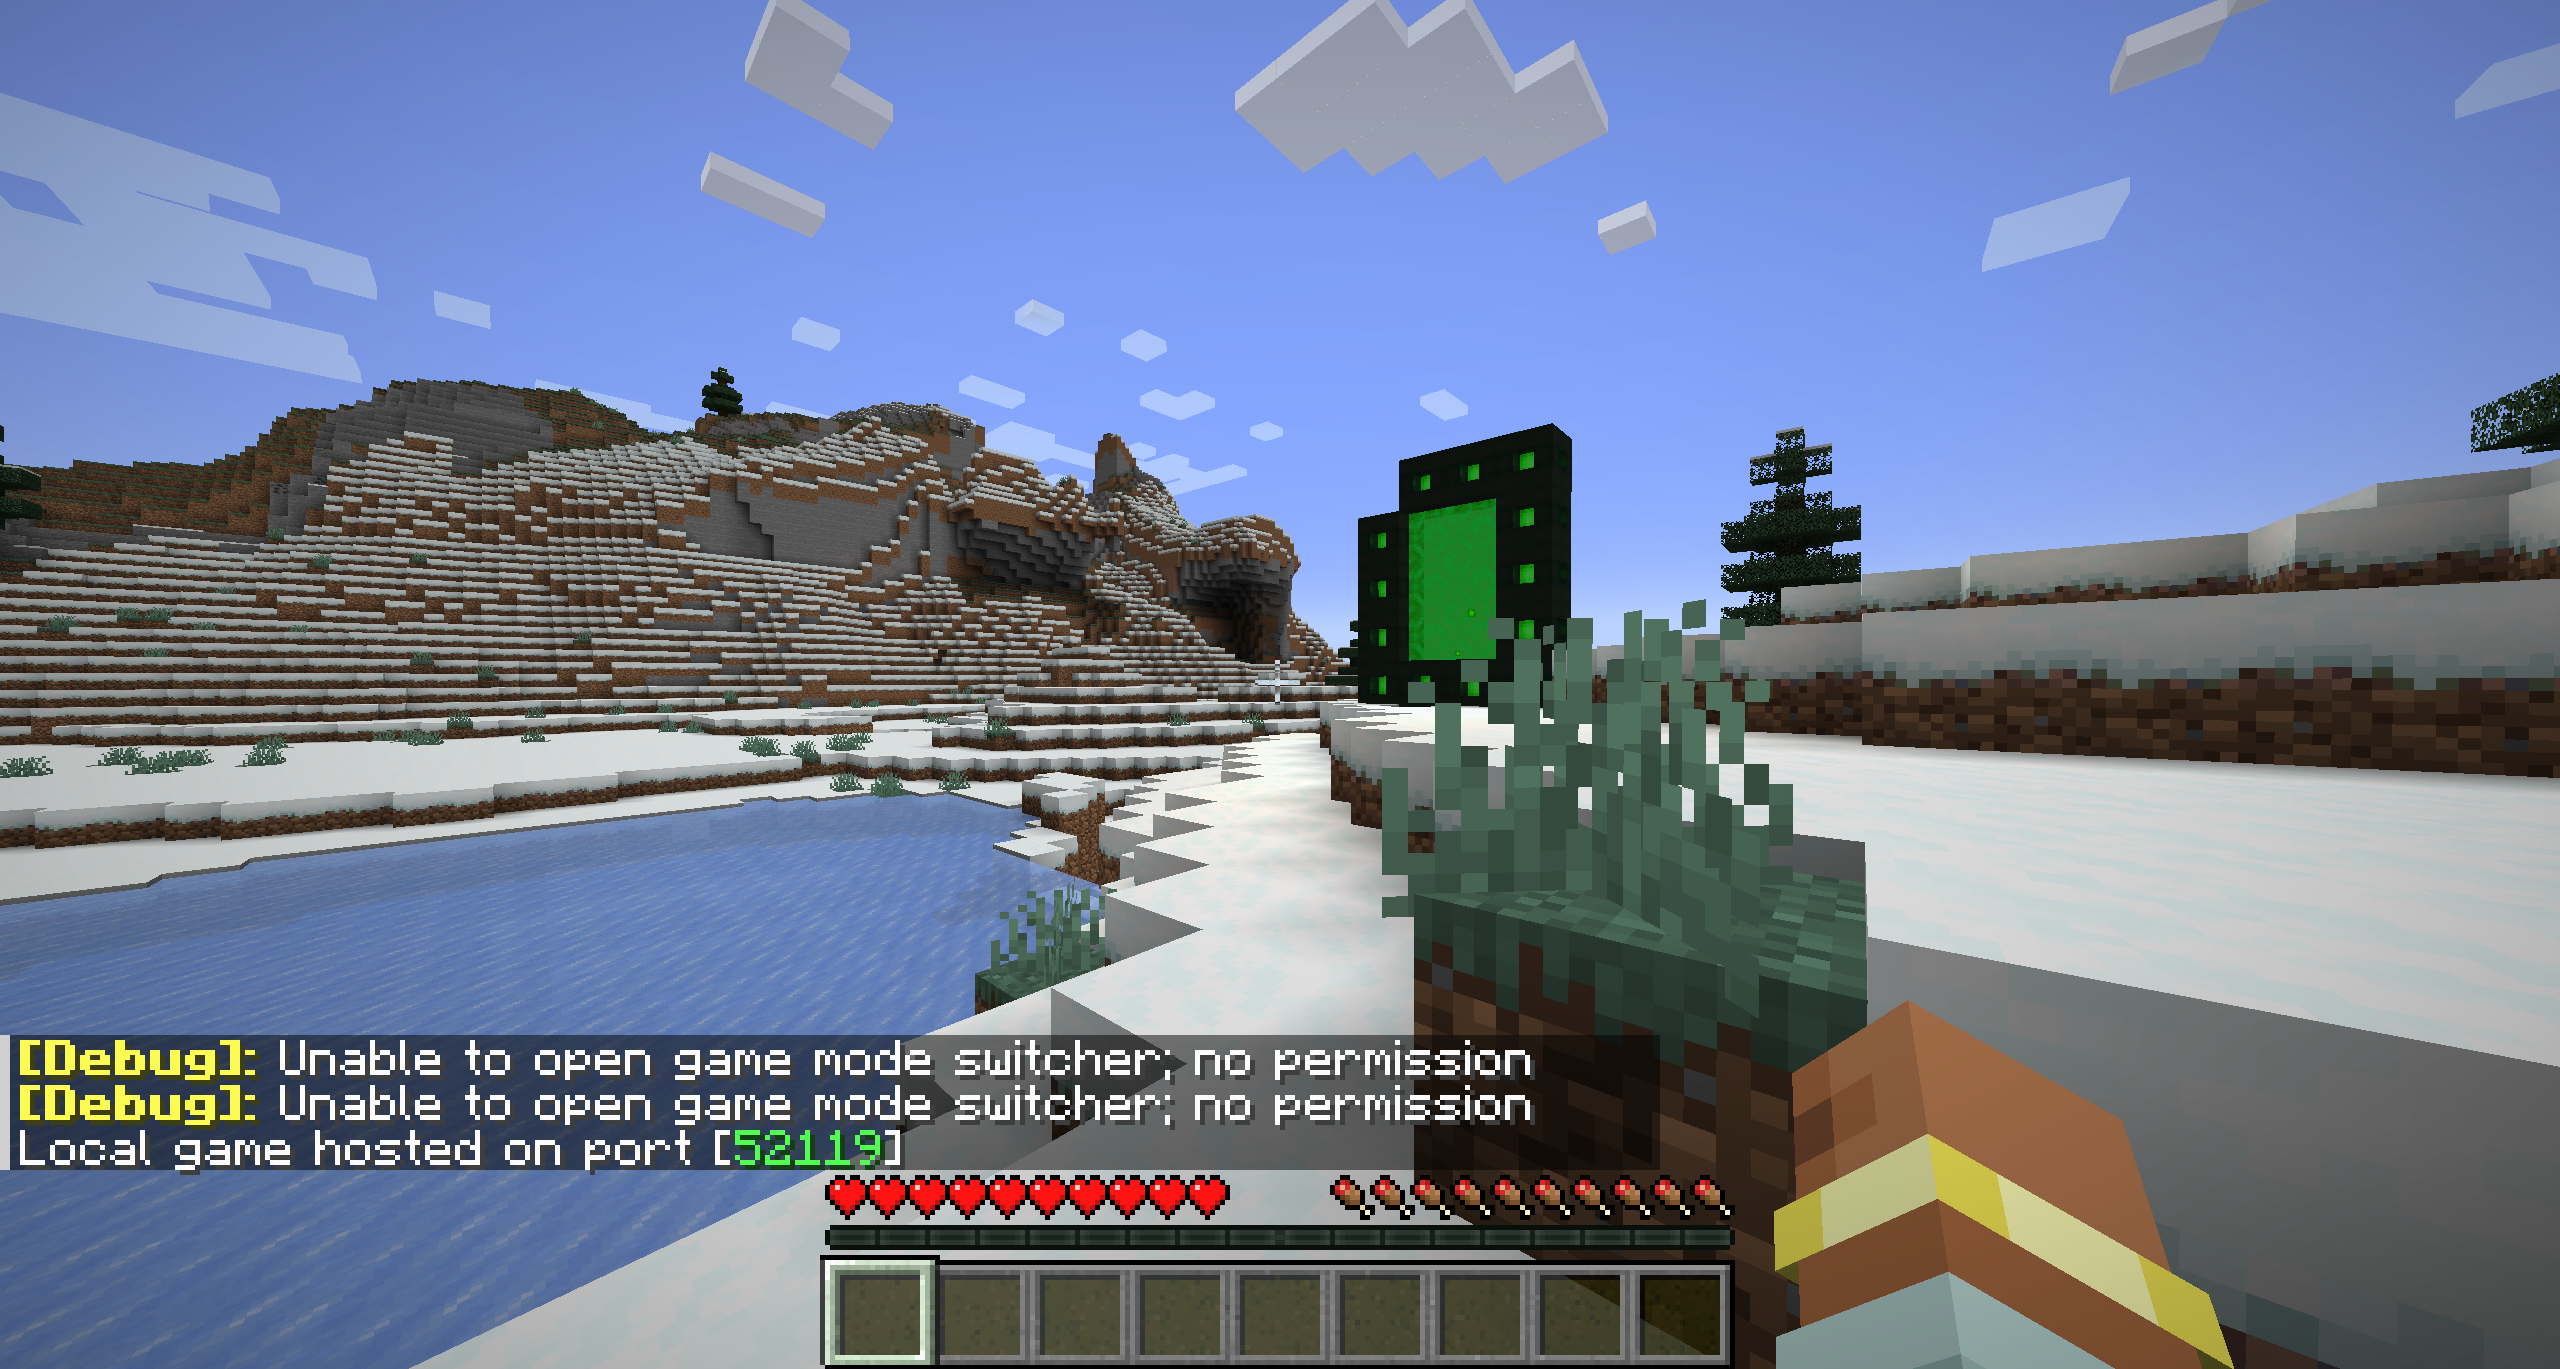 [Debug]: Unable to open game mode switcher; no permission
[Debug]: Unable to open game mode switcher; no permission
Local game hosted on port [52119]